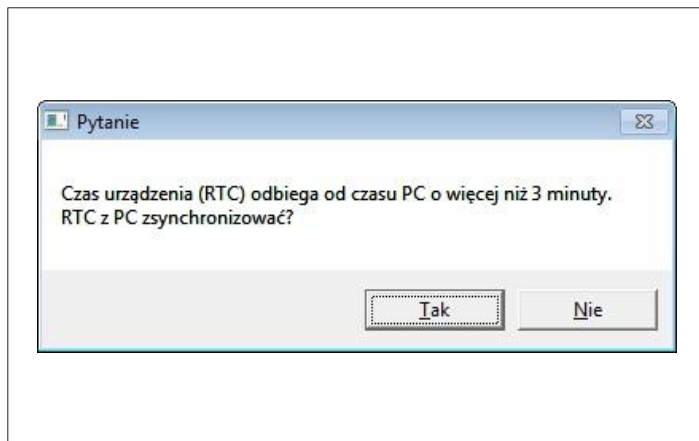 Pytanie
Czas urządzenia (RTC) odbiega od czasu PC o więcej niż 3 minuty.
RTC z PC zsynchronizować?
Tak Nie